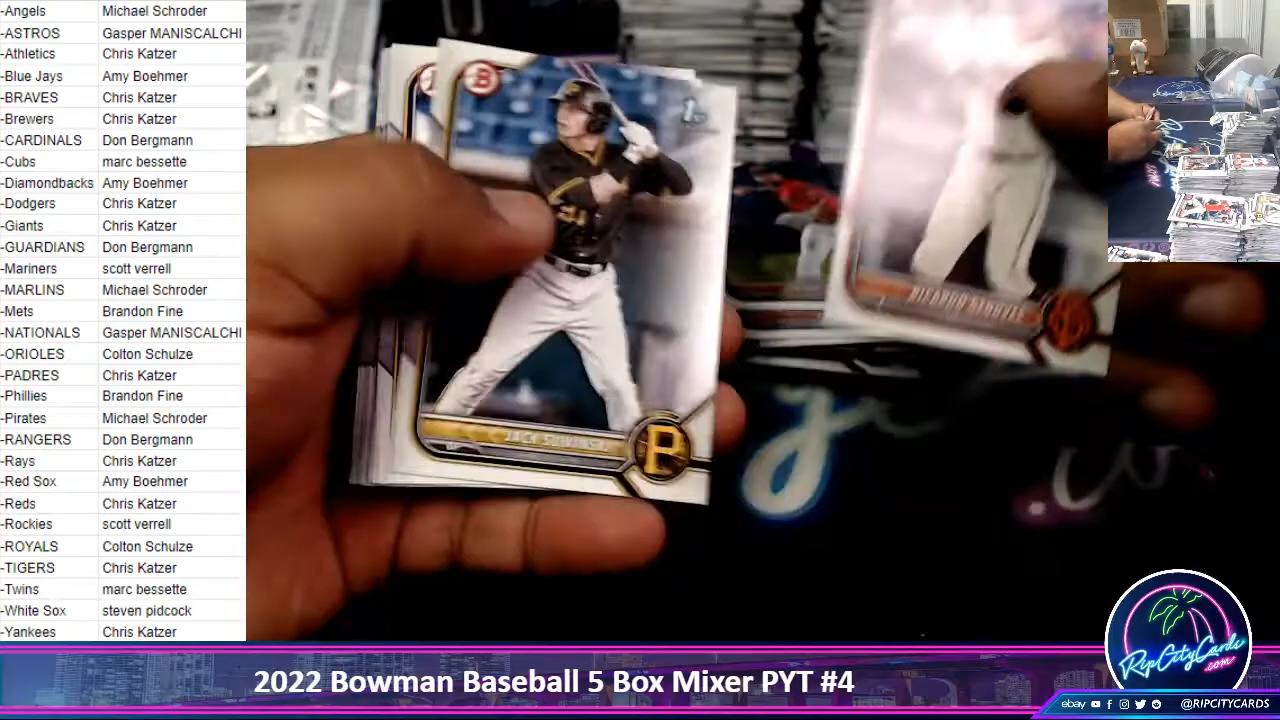 -Angels Michael Schroder
-ASTROS Gasper MANISCALCHI
-Athletics Chris Katzer
-Blue Jays Amy Boehmer
-BRAVES Chris Katzer
-Brewers Chris Katzer
-CARDINALS Don Bergmann
-Cubs marc bessette
-Diamondbacks Amy Boehmer
-Dodgers Chris Katzer
-Giants Chris Katzer
-GUARDIANS Don Bergmann
-Mariners scott verrell
-MARLINS Michael Schroder
-Mets Brandon Fine
-NATIONALS Gasper MANISCALCHI
-ORIOLES Colton Schulze
-PADRES Chris Katzer
-Phillies Brandon Fine
-Pirates Michael Schroder
-RANGERS Don Bergmann
-Rays Chris Katzer
-Red Sox Amy Boehmer
-Reds Chris Katzer
-Rockies scott verrell
-ROYALS Colton Schulze
-TIGERS Chris Katzer
-Twins marc bessette
-White Sox steven pidcock
-Yankees Chris Katzer
B
1st
P
RipCityCards
.com
2022 Bowman Baseball 5 Box Mixer PYT #4
ebay @RIPCITYCARDS